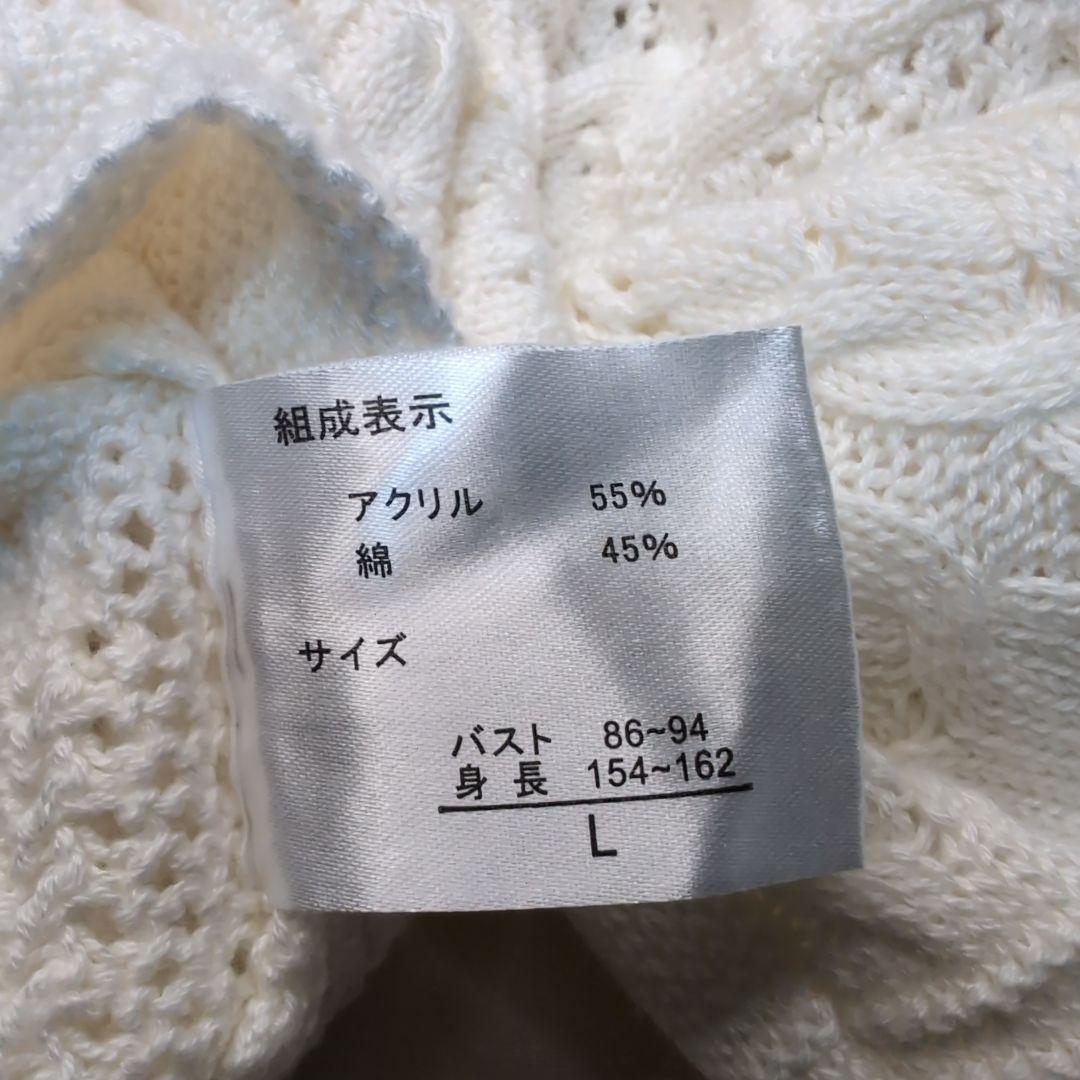 組成表示
アクリル 55%
綿 45%
サイズ
バスト 86~94
身長 154~162
L